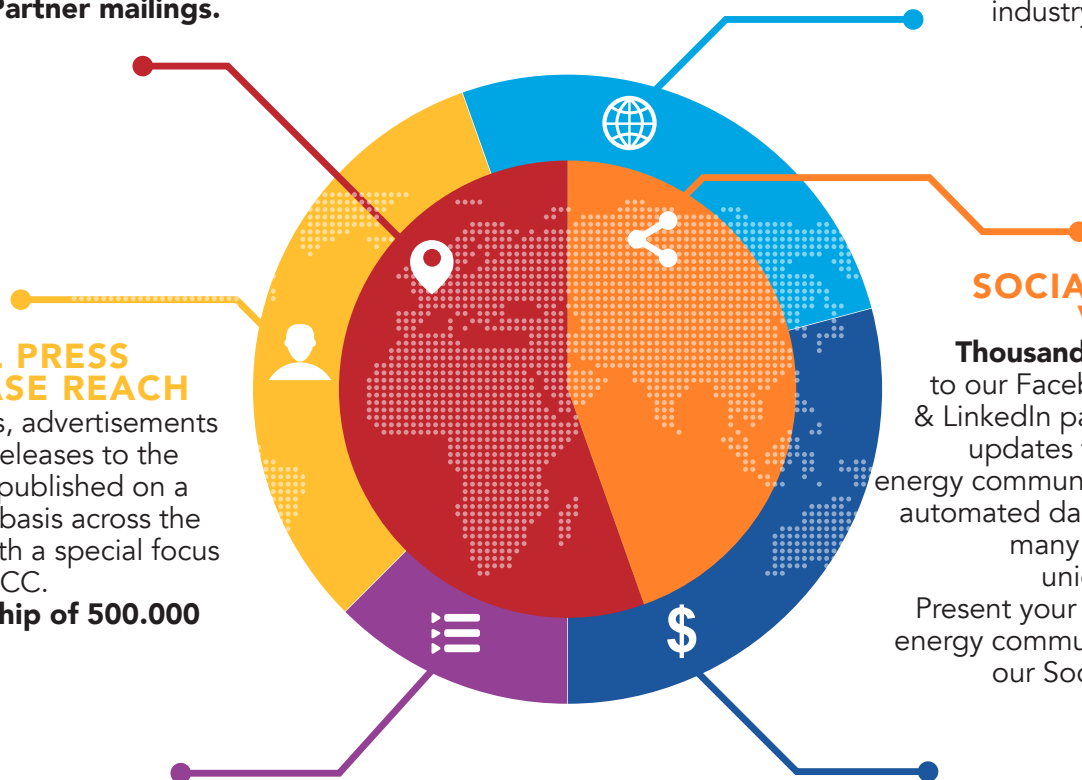 Partner mailings.
industry
L PRESS
ASE REACH
s, advertisements
eleases to the
published on a
basis across the
th a special focus
CC.
hip of 500.000
SOCIA
Thousand
to our Faceb
& LinkedIn pa
updates
energy commun
automated da
many
uni
Present your
energy commu
our Soc
$